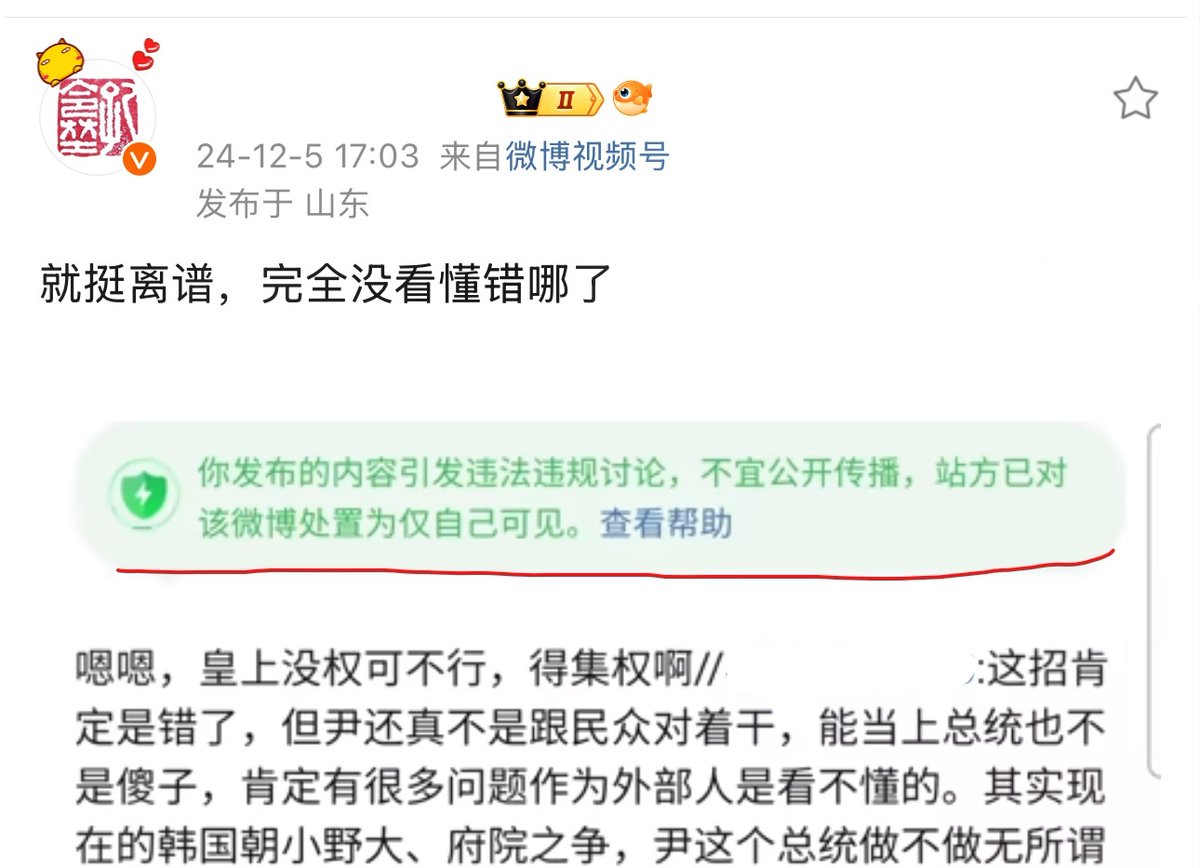 II
24-12-5 17:03 来自微博视频号
发布于 山东
就挺离谱，完全没看懂错哪了
你发布的内容引发违法违规讨论，不宜公开传播，站方已对
该微博处置为仅自己可见。查看帮助
嗯嗯，皇上没权可不行，得集权啊// :这招肯
定是错了，但尹还真不是跟民众对着干，能当上总统也不
是傻子，肯定有很多问题作为外部人是看不懂的。其实现
在的韩国朝小野大、府院之争，尹这个总统做不做无所谓